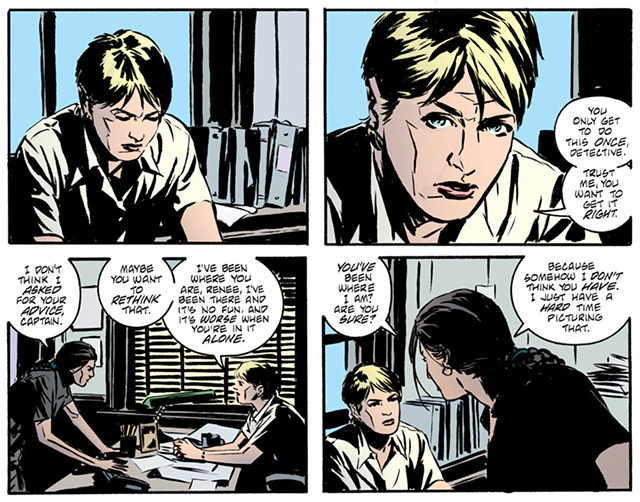 YOU
ONLY GET
TO DO
THIS ONCE,
DETECTIVE.
TRUST
ME, YOU
WANT TO
GET IT
RIGHT.
I DON'T
THINK I
ASKED
FOR YOUR
ADVICE,
CAPTAIN.
MAYBE
YOU WANT
TO
RETHINK
THAT.
I'VE BEEN
WHERE YOU
ARE, RENEE, I'VE
BEEN THERE AND
IT'S NO FUN. AND
IT'S WORSE WHEN
YOU'RE IN IT
ALONE.
YOU'VE
BEEN
WHERE
I AM?
ARE YOU
SURE?
BECAUSE
SOMEHOW I DON'T
THINK YOU HAVE.
I JUST HAVE A
HARD TIME
PICTURING
THAT.